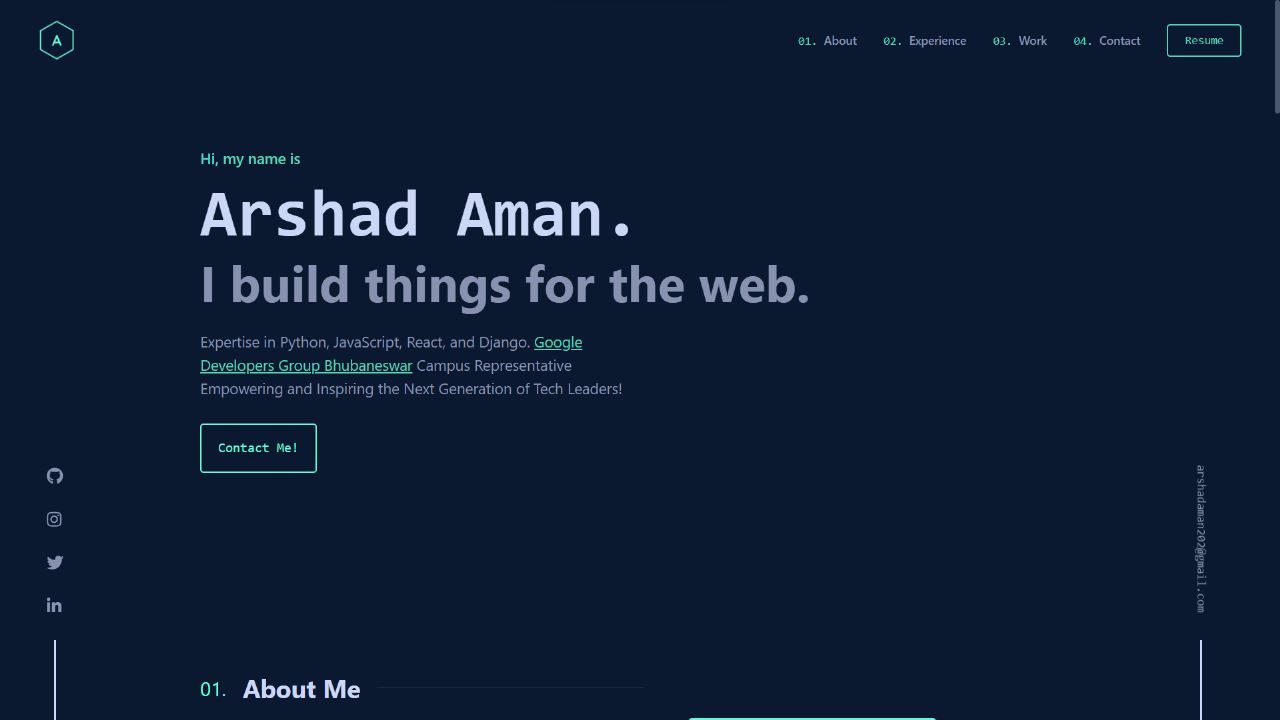 A
01. About
02. Experience
03. Work
04. Contact
Resume
Hi, my name is
Arshad Aman.
I build things for the web.
Expertise in Python, JavaScript, React, and Django. Google
Developers Group Bhubaneswar Campus Representative
Empowering and Inspiring the Next Generation of Tech Leaders!
Contact Me!
arshadaman202@gmail.com
01. About Me